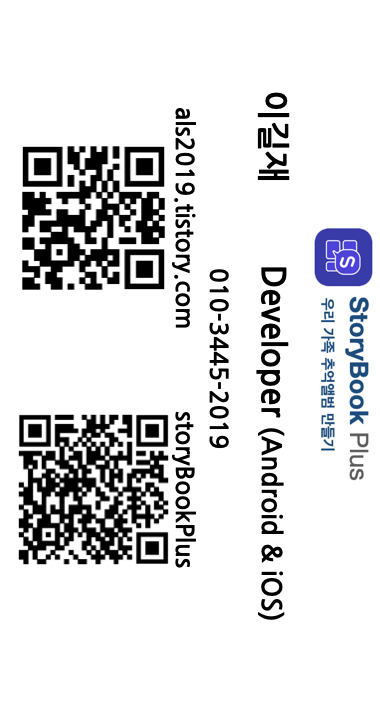 StoryBook Plus
우리 가족 추억앨범 만들기
이길재 Developer (Android & iOS)
010-3445-2019
als2019.tistory.com storyBookPlus